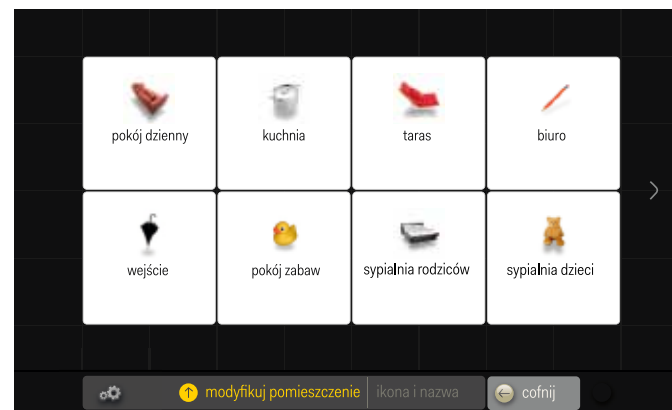 pokój dzienny
kuchnia
taras
biuro
wejście
pokój zabaw
sypialnia rodziców
sypialnia dzieci
modyfikuj pomieszczenie
ikona i nazwa
cofnij